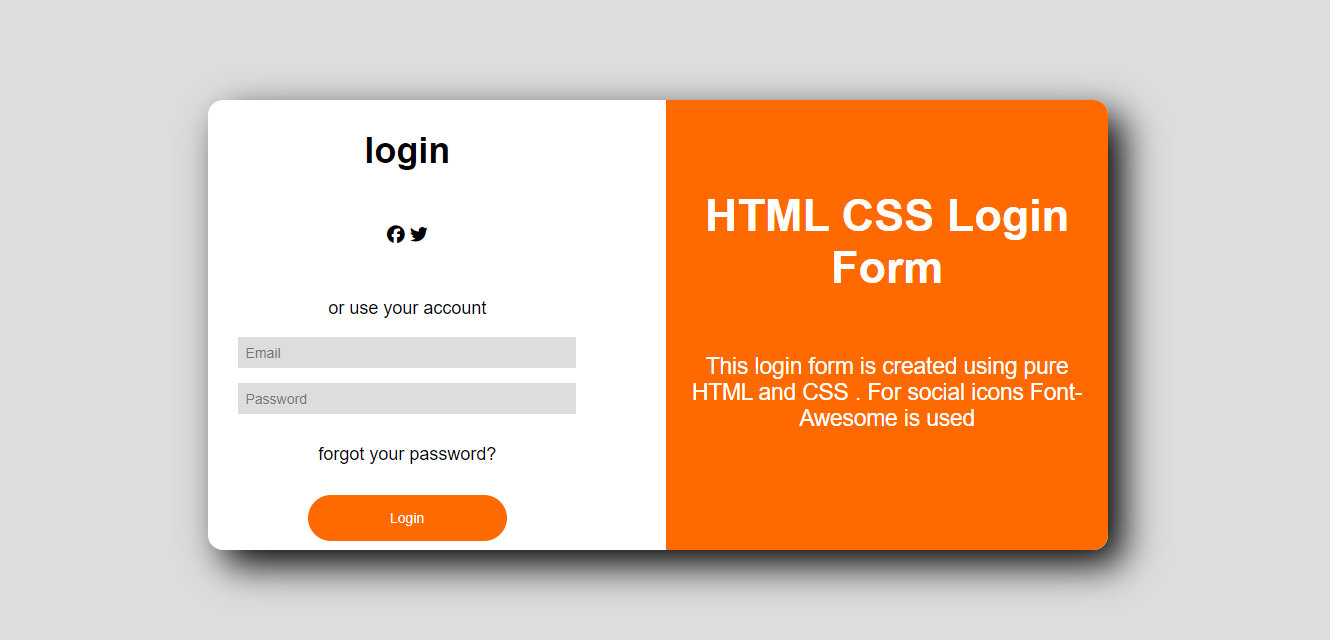 login
or use your account
Email
Password
forgot your password?
Login
HTML CSS Login
Form
This login form is created using pure
HTML and CSS . For social icons Font-
Awesome is used